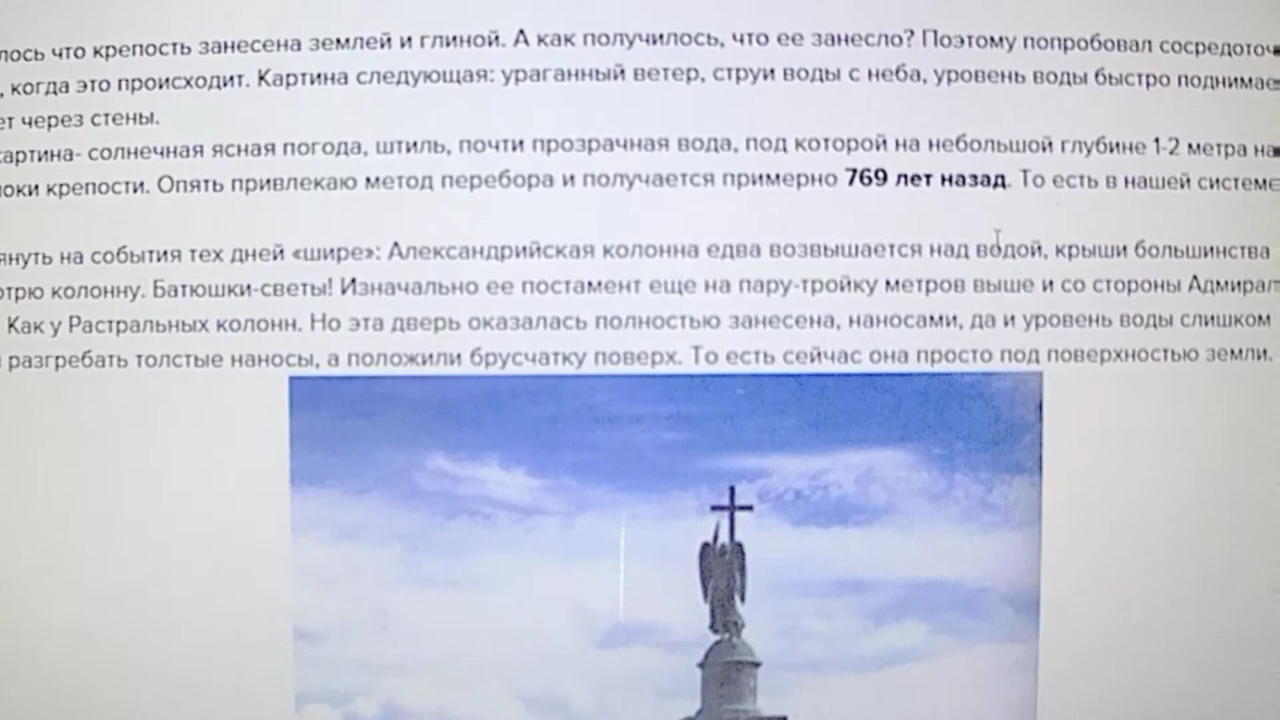 лось что крепость занесена землей и глиной. А как получилось, что ее занесло? Поэтому попробовал сосредоточ
, когда это происходит. Картина следующая: ураганный ветер, струи воды с неба, уровень воды быстро поднимае
ет через стены.
картина- солнечная ясная погода, штиль, почти прозрачная вода, под которой на небольшой глубине 1-2 метра на
локи крепости. Опять привлекаю метод перебора и получается примерно 769 лет назад. То есть в нашей системе
януть на события тех дней «шире»: Александрийская колонна едва возвышается над водой, крыши большинства
отрю колонну. Батюшки-светы! Изначально ее постамент еще на пару-тройку метров выше и со стороны Адмирал
Как у Растральных колонн. Но эта дверь оказалась полностью занесена, наносами, да и уровень воды слишком
разгребать толстые наносы, а положили брусчатку поверх. То есть сейчас она просто под поверхностью земли.